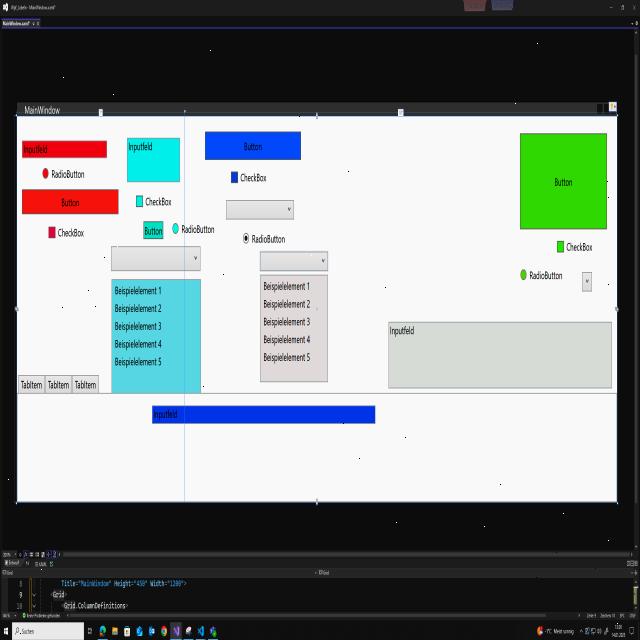 MainWindow.xaml*
MainWindow
Inputfeld
Inputfeld
Button
RadioButton
CheckBox
Button
CheckBox
Button
RadioButton
CheckBox
RadioButton
Button
CheckBox
RadioButton
Beispielelement 1
Beispielelement 2
Beispielelement 3
Beispielelement 4
Beispielelement 5
Beispielelement 1
Beispielelement 2
Beispielelement 3
Beispielelement 4
Beispielelement 5
Inputfeld
TabItem TabItem TabItem
Inputfeld
8 Title="MainWindow" Height="450" Width="1200">
9 <Grid>
10 <Grid.ColumnDefinitions>
Suchen